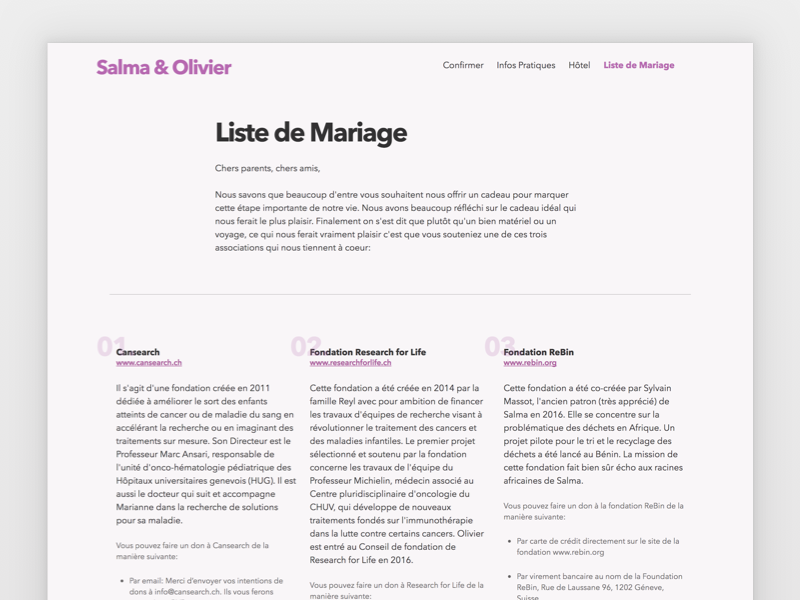 Salma & Olivier
Confirmer Infos Pratiques Hôtel Liste de Mariage
Liste de Mariage
Chers parents, chers amis,
Nous savons que beaucoup d'entre vous souhaitent nous offrir un cadeau pour marquer
cette étape importante de notre vie. Nous avons beaucoup réfléchi sur le cadeau idéal qui
nous ferait le plus plaisir. Finalement on s'est dit que plutôt qu'un bien matériel ou un
voyage, ce qui nous ferait vraiment plaisir c'est que vous souteniez une de ces trois
associations qui nous tiennent à coeur:
01
Cansearch
www.cansearch.ch
Il s'agit d'une fondation créée en 2011
dédiée à améliorer le sort des enfants
atteints de cancer ou de maladie du sang en
accélérant la recherche ou en imaginant des
traitements sur mesure. Son Directeur est le
Professeur Marc Ansari, responsable de
l'unité d'onco-hématologie pédiatrique des
Hôpitaux universitaires genevois (HUG). Il est
aussi le docteur qui suit et accompagne
Marianne dans la recherche de solutions
pour sa maladie.
Vous pouvez faire un don à Cansearch de la
manière suivante:
• Par email: Merci d'envoyer vos intentions de
dons à info@cansearch.ch. Ils vous ferons
02
Fondation Research for Life
www.researchforlife.ch
Cette fondation a été créée en 2014 par la
famille Reyl avec pour ambition de financer
les travaux d'équipes de recherche visant à
révolutionner le traitement des cancers et
des maladies infantiles. Le premier projet
sélectionné et soutenu par la fondation
concerne les travaux de l'équipe du
Professeur Michielin, médecin associé au
Centre pluridisciplinaire d'oncologie du
CHUV, qui développe de nouveaux
traitements fondés sur l'immunothérapie
dans la lutte contre certains cancers. Olivier
est entré au Conseil de fondation de
Research for Life en 2016.
Vous pouvez faire un don à Research for Life de la
manière suivante:
03
Fondation ReBin
www.rebin.org
Cette fondation a été co-créée par Sylvain
Massot, l'ancien patron (très apprécié) de
Salma en 2016. Elle se concentre sur la
problématique des déchets en Afrique. Un
projet pilote pour le tri et le recyclage des
déchets a été lancé au Bénin. La mission de
cette fondation fait bien sûr écho aux racines
africaines de Salma.
Vous pouvez faire un don à la fondation ReBin de la
manière suivante:
• Par carte de crédit directement sur le site de la
fondation www.rebin.org
• Par virement bancaire au nom de la Fondation
ReBin, Rue de Laussane 96, 1202 Géneve,
Suisse